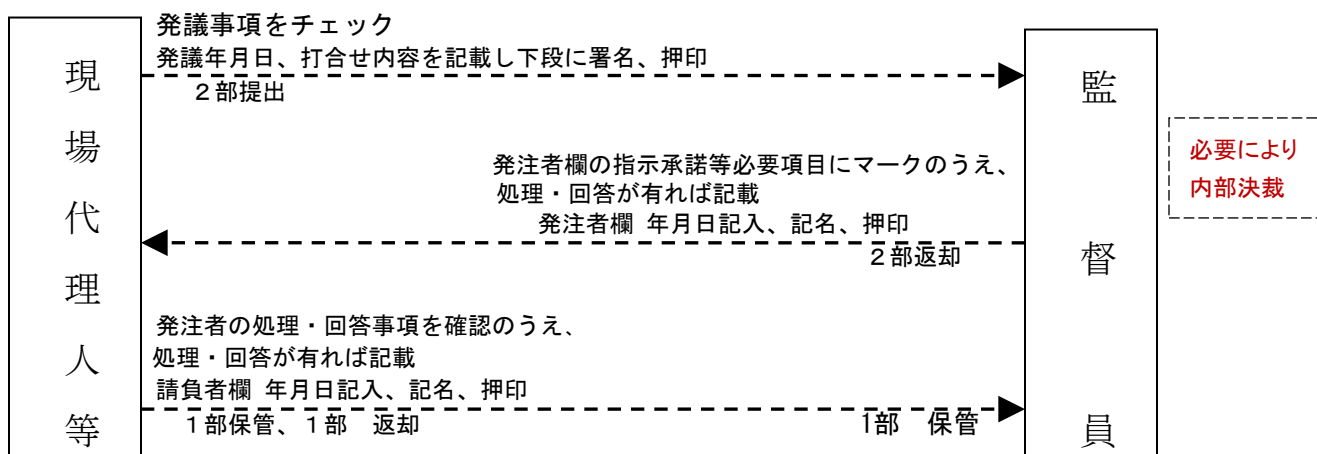 現場代理人等
発議事項をチェック
発議年月日、打合せ内容を記載し下段に署名、押印
２部提出
発注者欄の指示承諾等必要項目にマークのうえ、
処理・回答が有れば記載
発注者欄 年月日記入、記名、押印
２部返却
発注者の処理・回答事項を確認のうえ、
処理・回答が有れば記載
請負者欄 年月日記入、記名、押印
１部保管、１部　返却
1部　保管
監督員
必要により
内部決裁